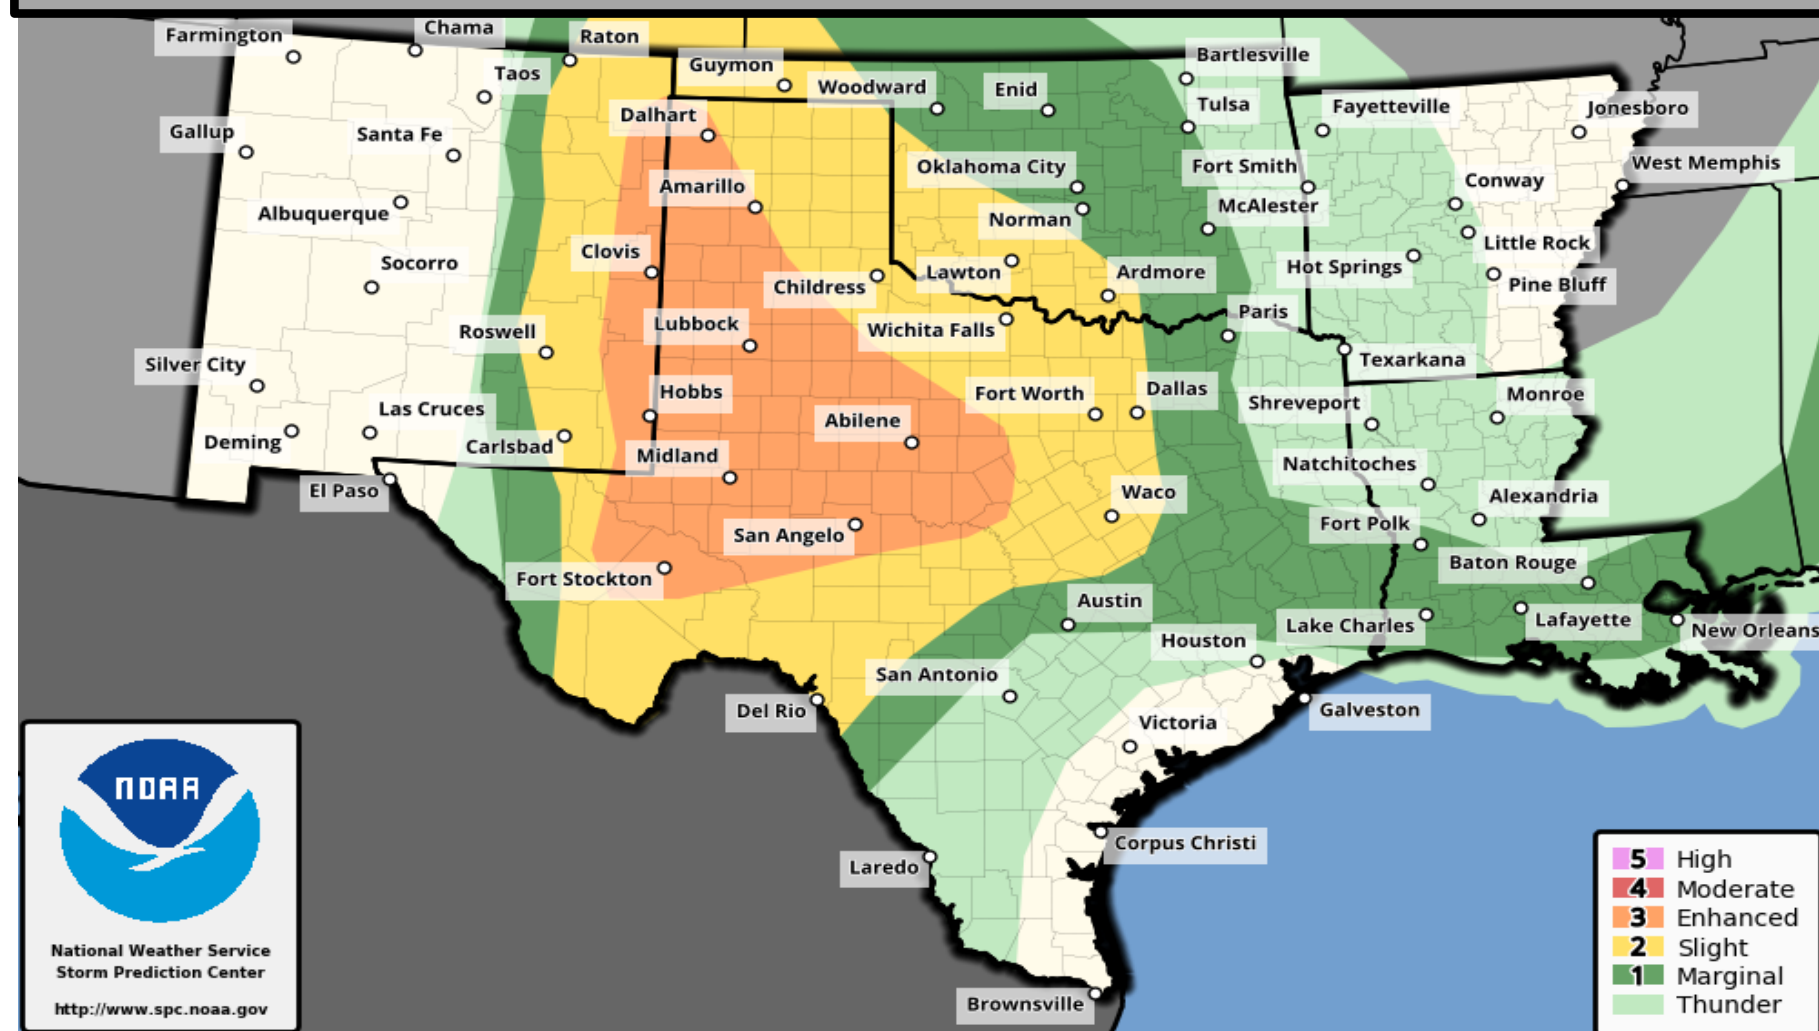 Farmington
Chama
Raton
Taos
Guymon
Woodward
Enid
Bartlesville
Tulsa
Fayetteville
Jonesboro
Dalhart
Gallup
Santa Fe
Oklahoma City
Fort Smith
West Memphis
Conway
Amarillo
Albuquerque
Norman
McAlester
Little Rock
Clovis
Socorro
Lawton
Ardmore
Hot Springs
Pine Bluff
Childress
Paris
Roswell
Lubbock
Wichita Falls
Texarkana
Silver City
Hobbs
Fort Worth
Dallas
Shreveport
Monroe
Las Cruces
Abilene
Deming
Carlsbad
Midland
Natchitoches
El Paso
Waco
Alexandria
San Angelo
Fort Polk
Baton Rouge
Fort Stockton
Austin
Lake Charles
Lafayette
New Orleans
Houston
San Antonio
Del Rio
Galveston
Victoria
Corpus Christi
Laredo
Brownsville
NOAA
National Weather Service
Storm Prediction Center
http://www.spc.noaa.gov
5 High
4 Moderate
3 Enhanced
2 Slight
1 Marginal
Thunder